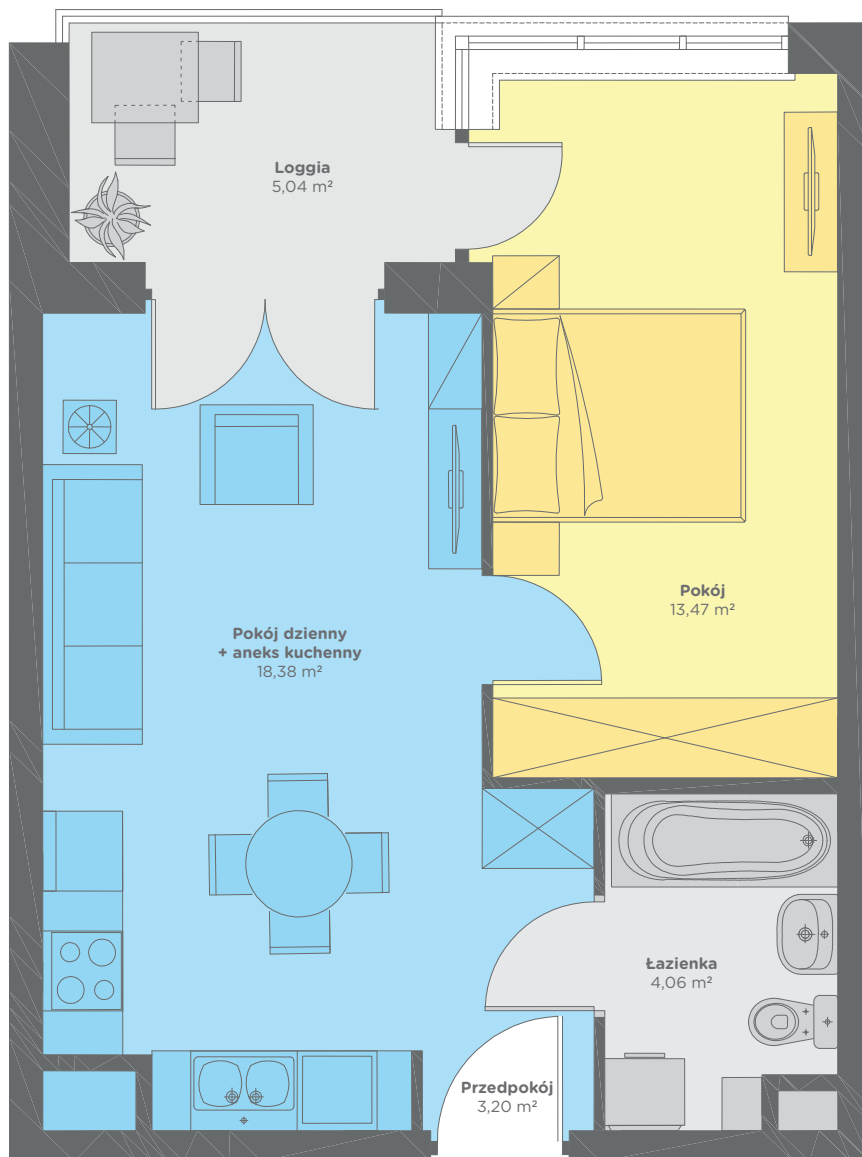 Loggia
5,04 m²
Pokój
13,47 m²
Pokój dzienny
+ aneks kuchenny
18,38 m²
Łazienka
4,06 m²
Przedpokój
3,20 m²